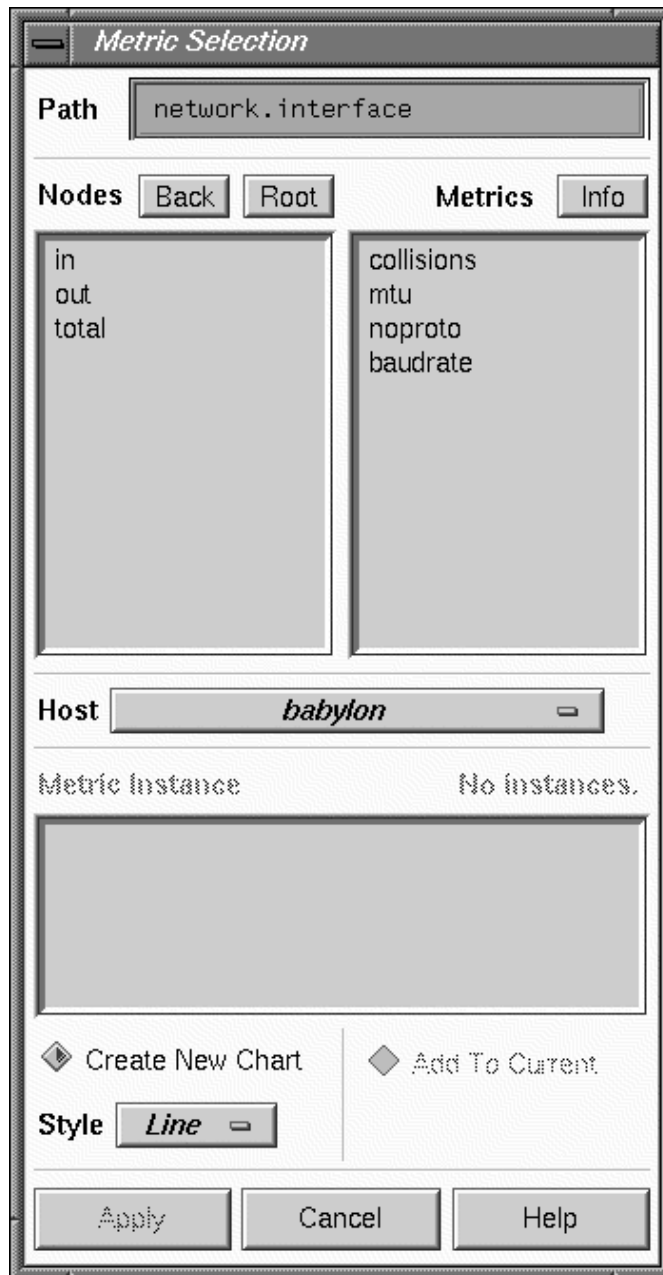 Metric Selection
Path network.interface
Nodes Back Root Metrics Info
in
out
total
collisions
mtu
noproto
baudrate
Host babylon
Metric Instance No instances.
Create New Chart
Add To Current
Style Line
Apply Cancel Help